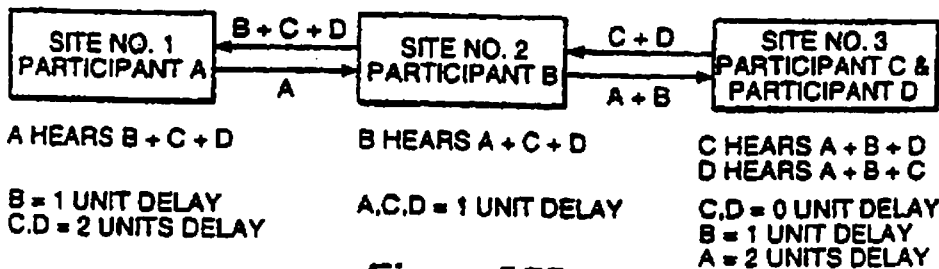 SITE NO. 1
PARTICIPANT A
B + C + D
A
SITE NO. 2
PARTICIPANT B
C + D
A + B
SITE NO. 3
PARTICIPANT C &
PARTICIPANT D
A HEARS B + C + D
B = 1 UNIT DELAY
C,D = 2 UNITS DELAY
B HEARS A + C + D
A,C,D = 1 UNIT DELAY
C HEARS A + B + D
D HEARS A + B + C
C,D = 0 UNIT DELAY
B = 1 UNIT DELAY
A = 2 UNITS DELAY